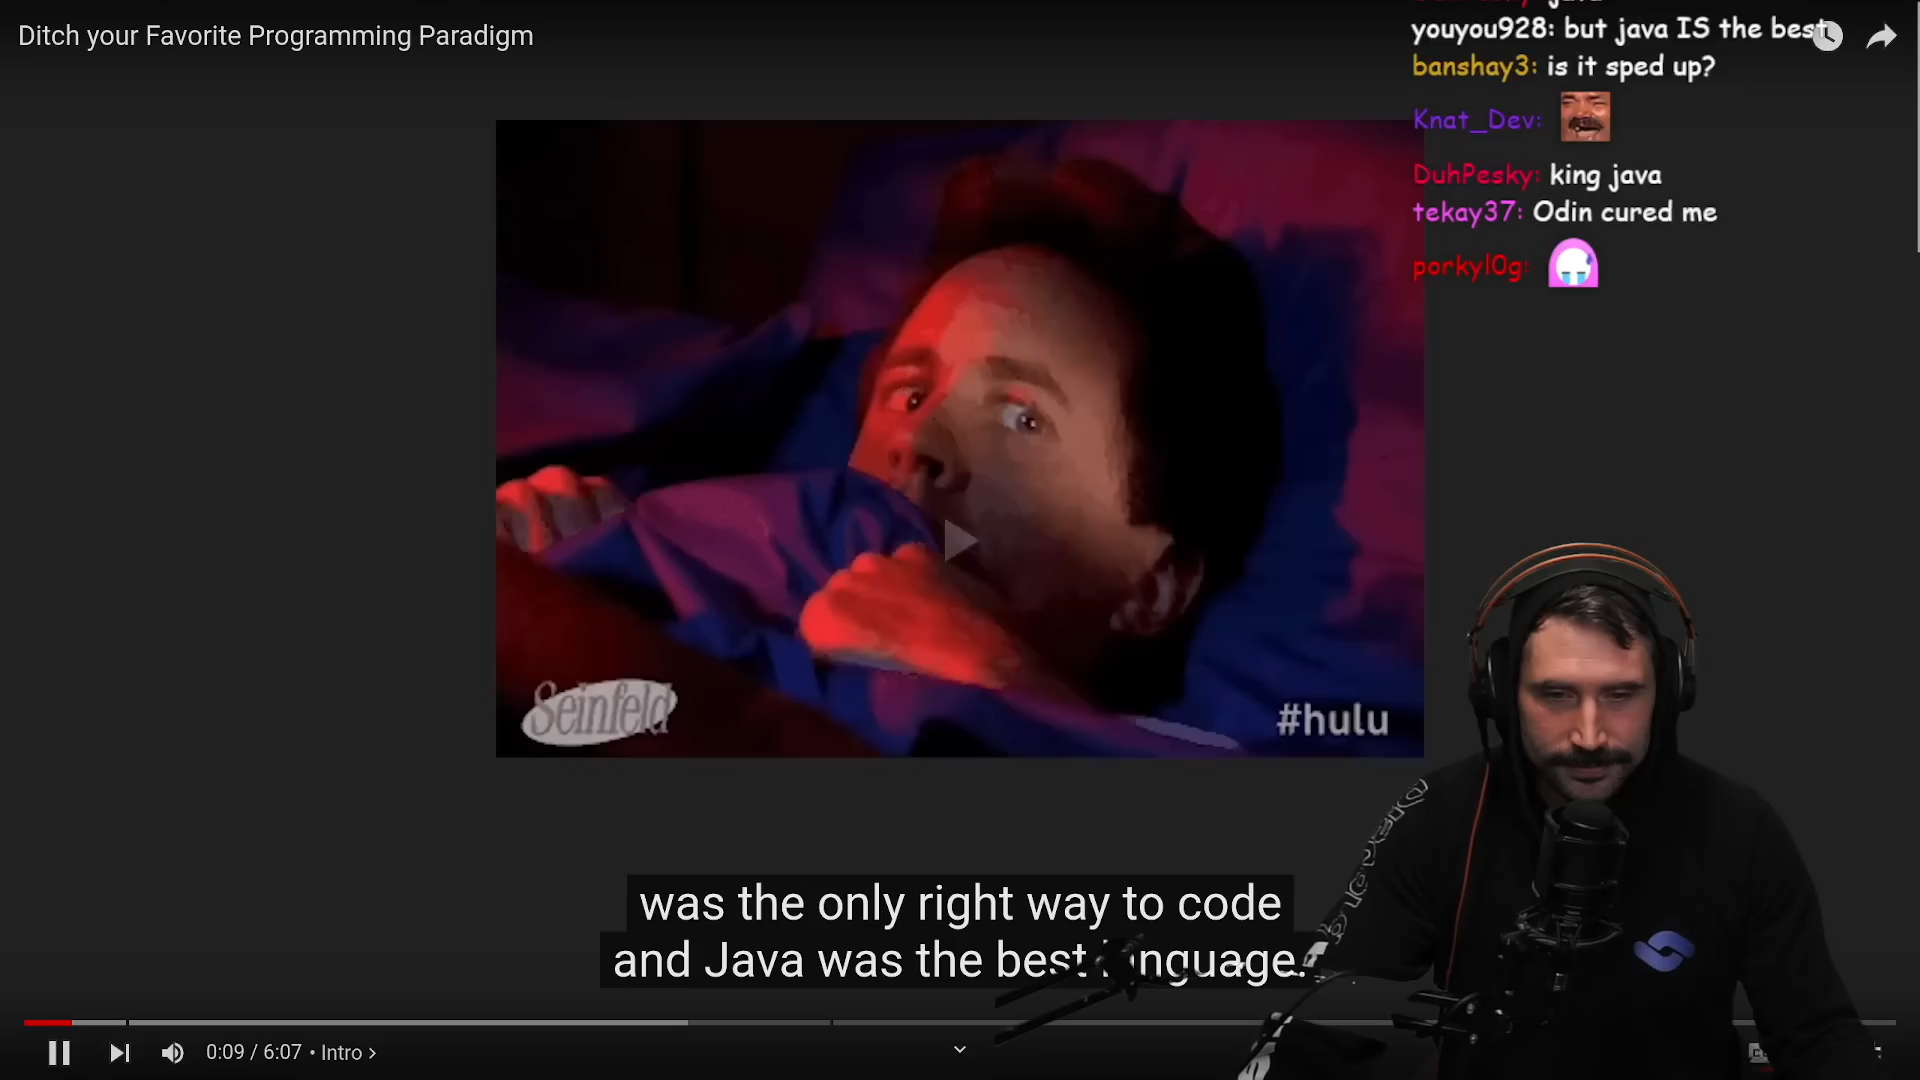 Ditch your Favorite Programming Paradigm
youyou928: but java IS the best
banshay3: is it sped up?
Knat_Dev:
DuhPesky: king java
tekay37: Odin cured me
porkyl0g:
Seinfeld
#hulu
was the only right way to code
and Java was the best language.
0:09 / 6:07 • Intro ›